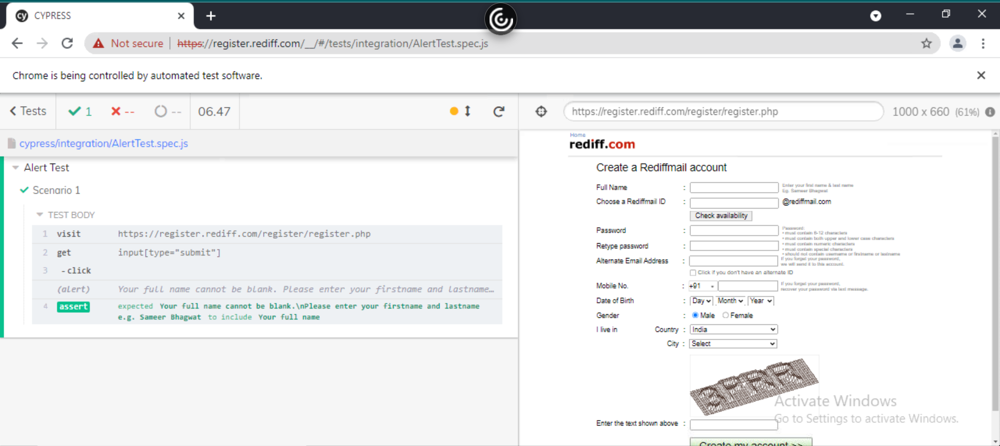 cy CYPRESS
Not secure https://register.rediff.com/__/#/tests/integration/AlertTest.spec.js
Chrome is being controlled by automated test software.
Tests 1 -- -- 06.47
https://register.rediff.com/register/register.php 1000 x 660 (61%)
cypress/integration/AlertTest.spec.js
Alert Test
Scenario 1
TEST BODY
1 visit https://register.rediff.com/register/register.php
2 get input[type="submit"]
3 -click
(alert) Your full name cannot be blank. Please enter your firstname and lastname…
4 assert expected Your full name cannot be blank.\nPlease enter your firstname and lastname
e.g. Sameer Bhagwat to include Your full name
Home
rediff.com
Create a Rediffmail account
Full Name : Enter your first name & last name
Eg. Sameer Bhagwat
Choose a Rediffmail ID : @rediffmail.com
Check availability
Password : Password:
• must contain 6-12 characters
• must contain both upper and lower case characters
Retype password : • must contain numeric characters
• must contain special characters
• should not contain username or firstname or lastname
Alternate Email Address : If you forget your password,
we will send it to this account.
Click if you don't have an alternate ID
Mobile No. : +91 If you forget your password,
recover your password via text message.
Date of Birth : Day Month Year
Gender : Male Female
I live in Country : India
City : Select
3PRR
Activate Windows
Go to Settings to activate Windows.
Enter the text shown above :
Create my account >>